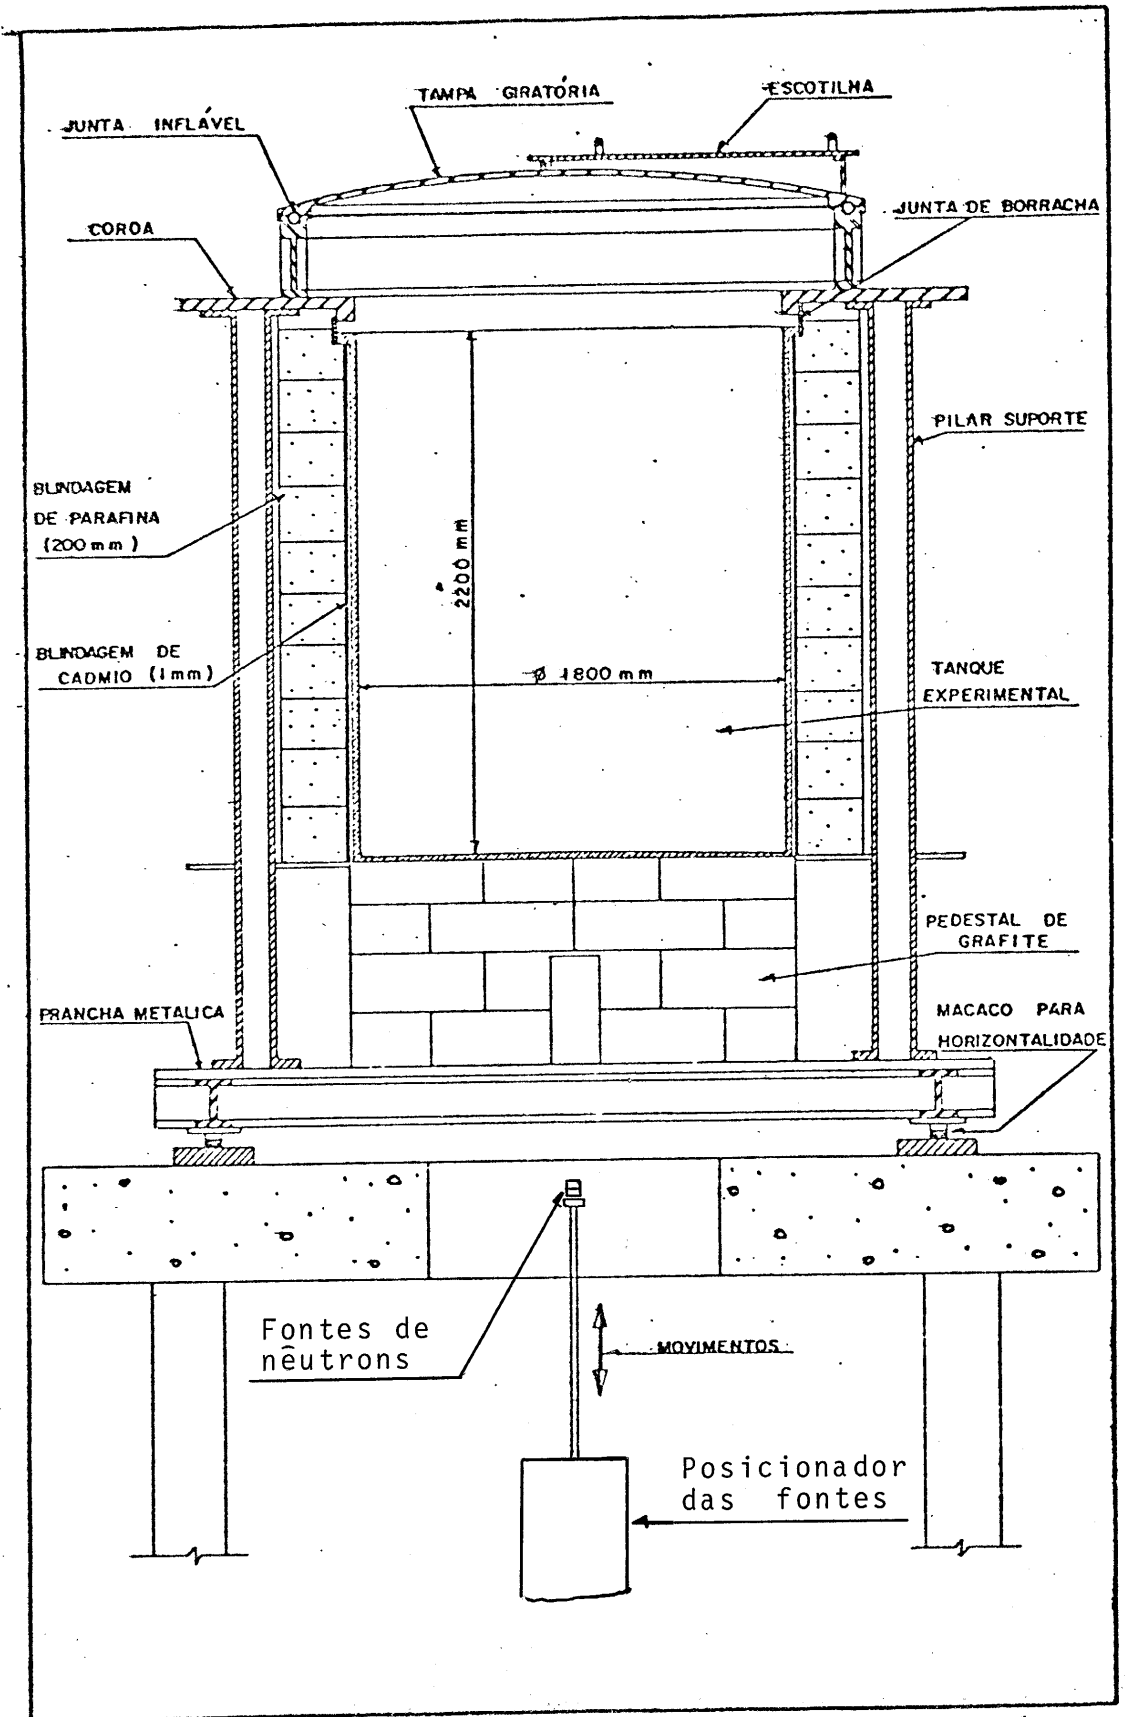 TAMPA GIRATÓRIA
ESCOTILHA
JUNTA INFLÁVEL
JUNTA DE BORRACHA
COROA
PILAR SUPORTE
BLINDAGEM
DE PARAFINA
(200 mm)
2200 mm
BLINDAGEM DE
CADMIO (1mm)
Ø 1800 mm
TANQUE
EXPERIMENTAL
PEDESTAL DE
GRAFITE
PRANCHA METALICA
MACACO PARA
HORIZONTALIDADE
Fontes de
nêutrons
MOVIMENTOS
Posicionador
das fontes